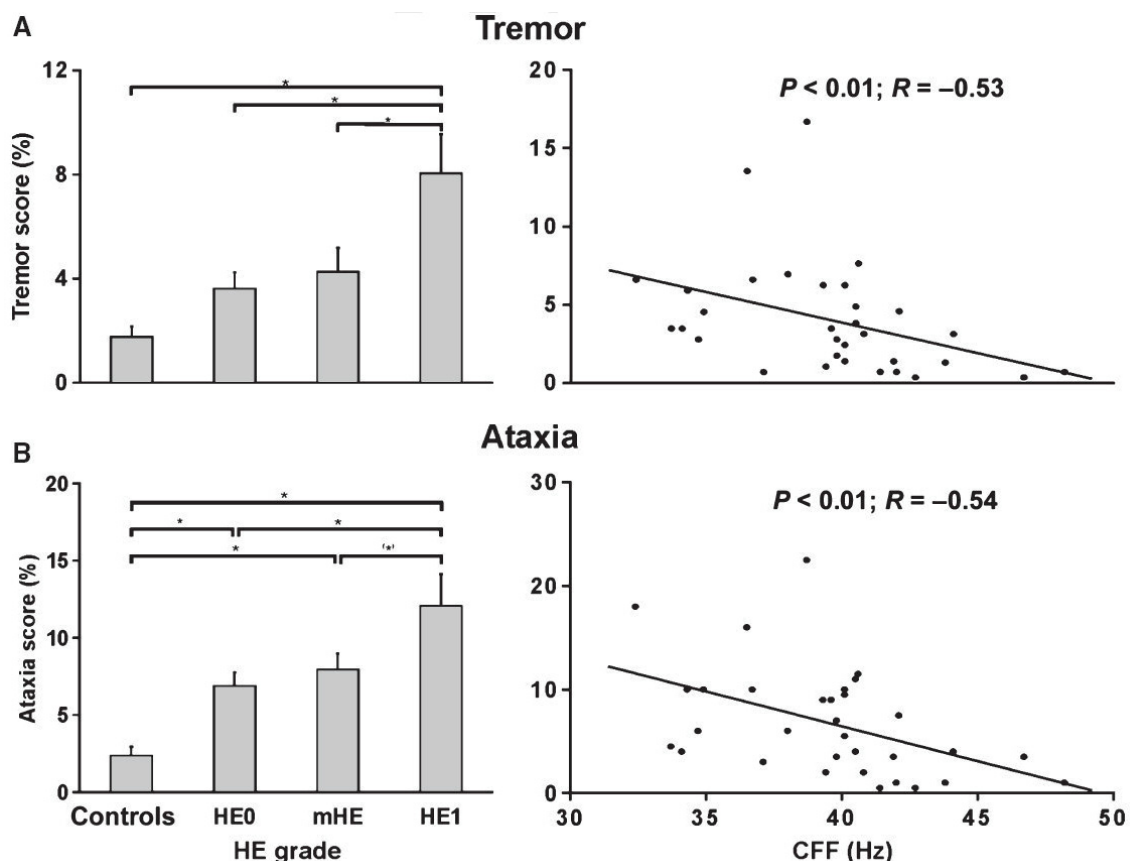 A
Tremor
Tremor score (%)
12
8
4
0
*
*
*
20
15
10
5
0
P < 0.01; R = –0.53
B
Ataxia
Ataxia score (%)
20
15
10
5
0
*
*
*
*
(*)
Controls HE0 mHE HE1
HE grade
30
20
10
0
P < 0.01; R = –0.54
30 35 40 45 50
CFF (Hz)